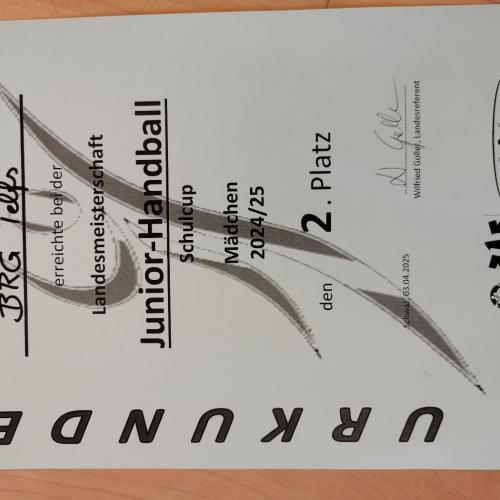 URKUNDE
BRG Telfs
erreichte bei der
Landesmeisterschaft
Junior-Handball
Schulcup
Mädchen
2024/25
den 2. Platz
Schwaz, 03.04.2025
Wilfried Goller, Landesreferent